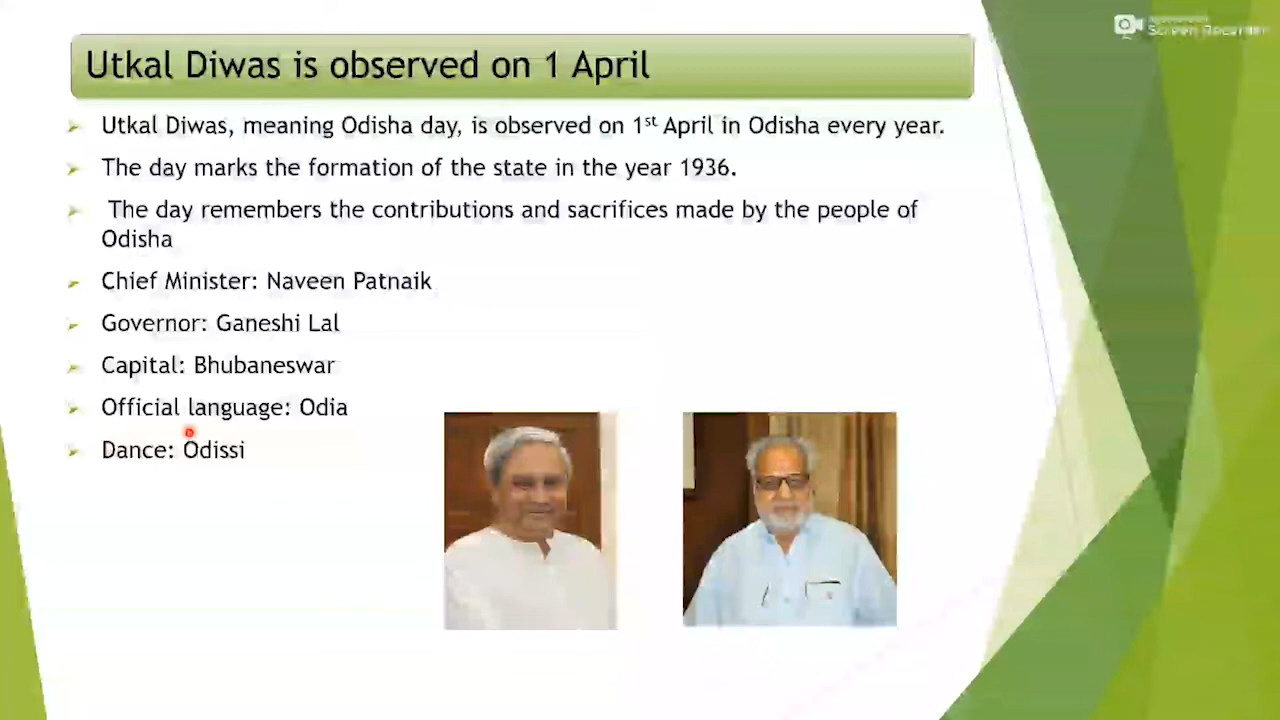 Screen Recorder
Utkal Diwas is observed on 1 April
Utkal Diwas, meaning Odisha day, is observed on 1st April in Odisha every year.
The day marks the formation of the state in the year 1936.
The day remembers the contributions and sacrifices made by the people of
Odisha
Chief Minister: Naveen Patnaik
Governor: Ganeshi Lal
Capital: Bhubaneswar
Official language: Odia
Dance: Odissi